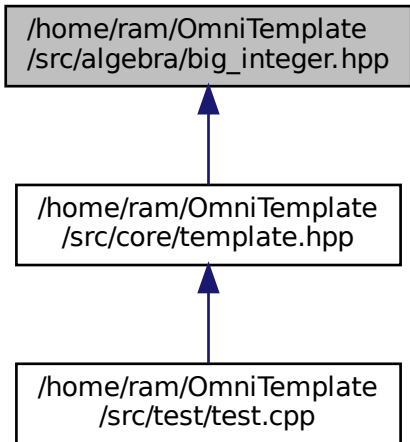 /home/ram/OmniTemplate
/src/algebra/big_integer.hpp
/home/ram/OmniTemplate
/src/core/template.hpp
/home/ram/OmniTemplate
/src/test/test.cpp